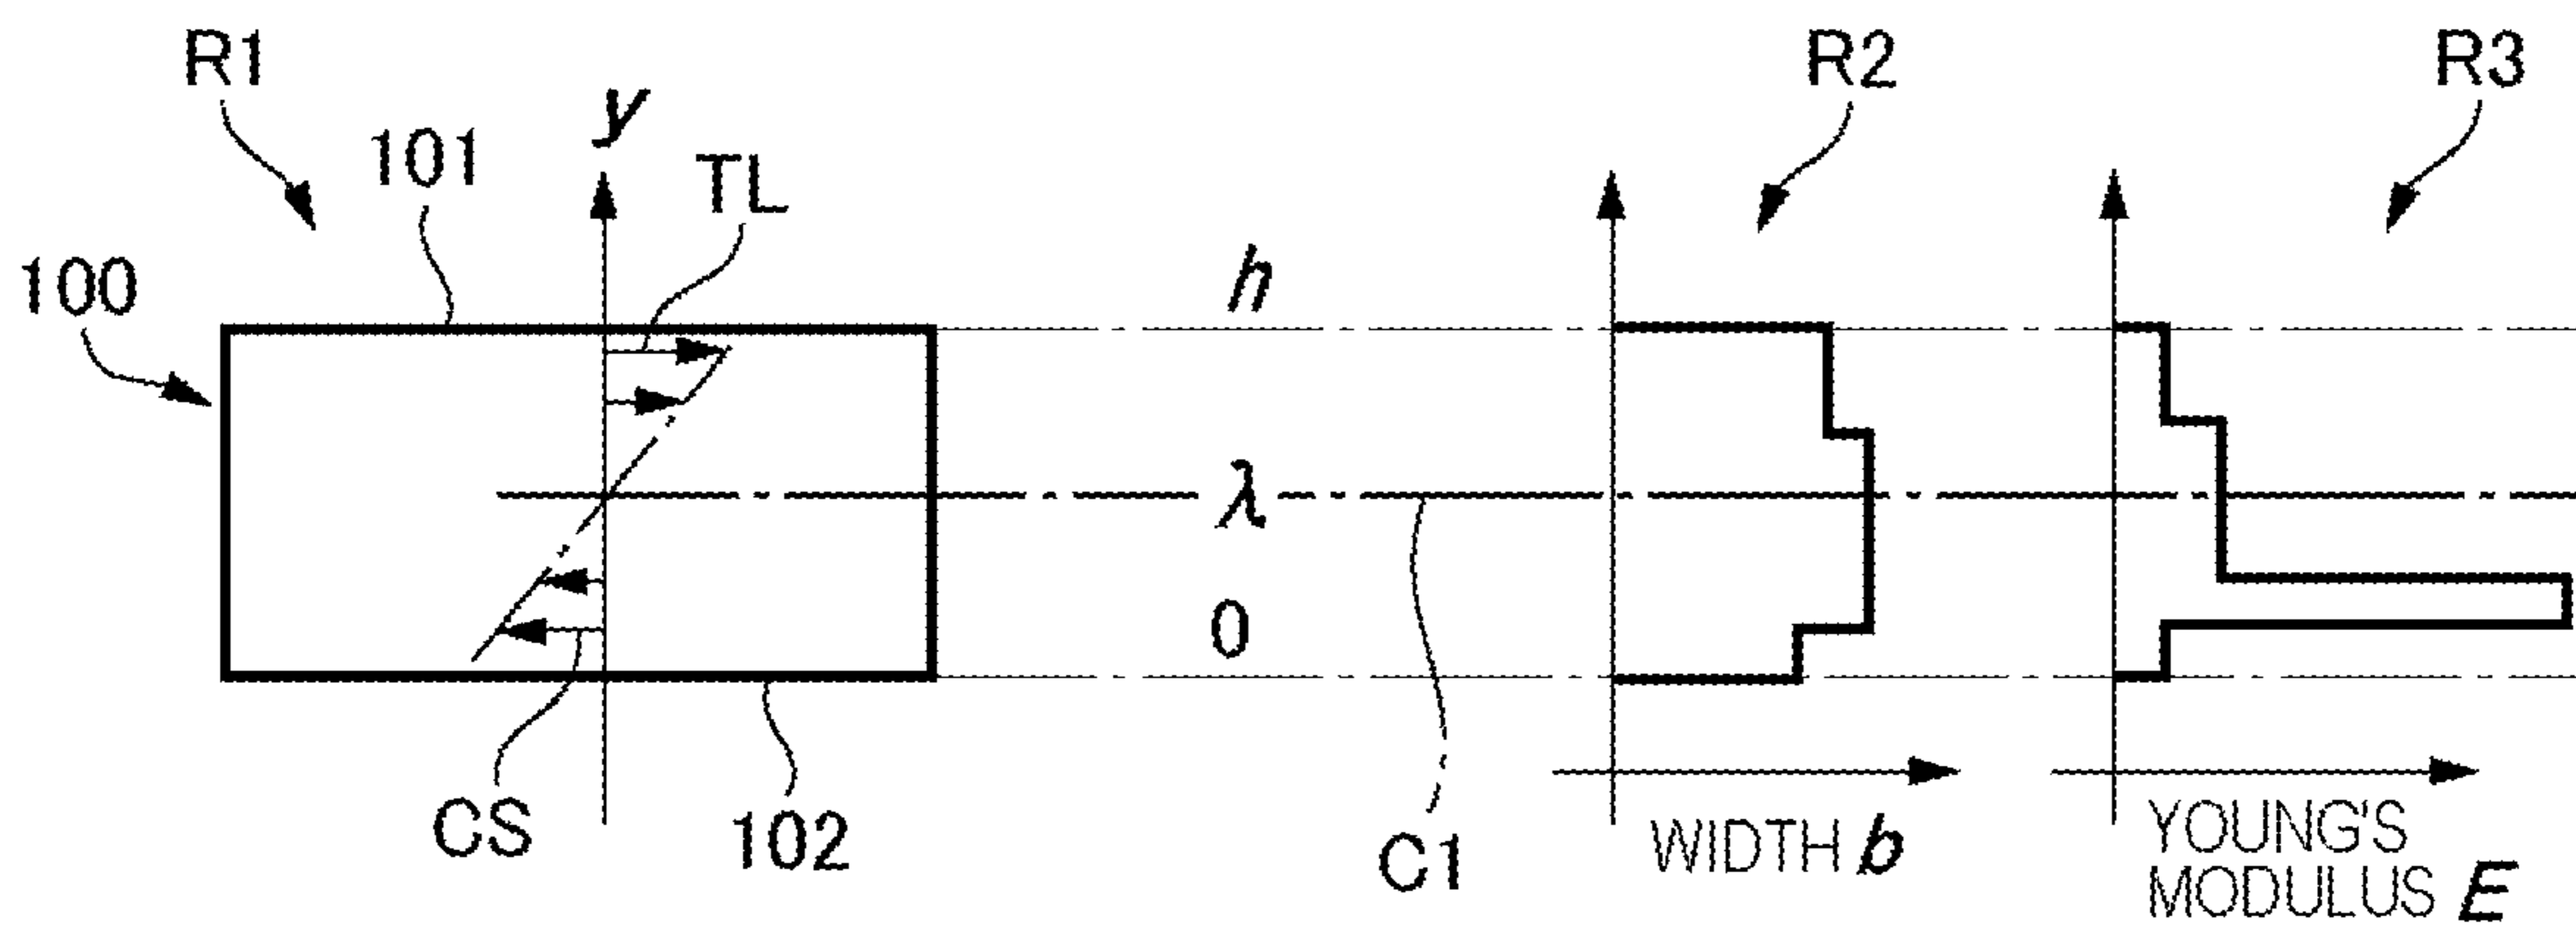 R1
R2
R3
y
101
TL
100
h
λ
0
CS
102
C1
WIDTH b
YOUNG'S
MODULUS E